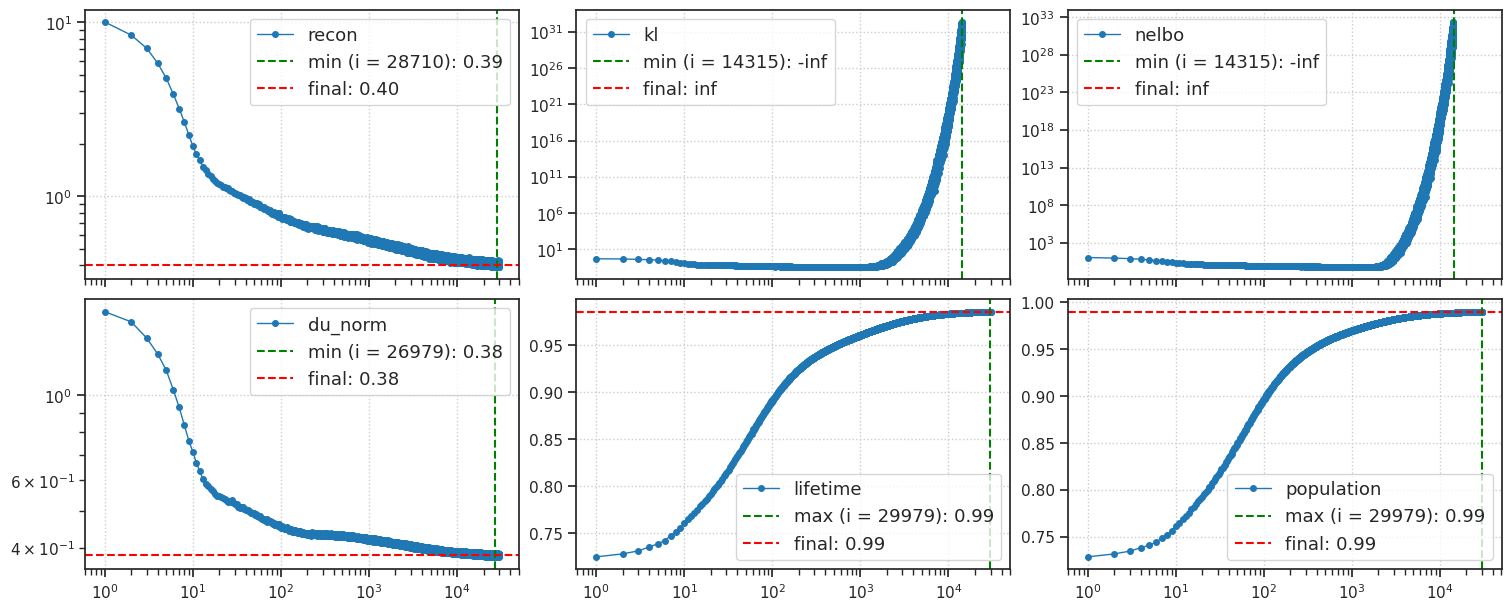 10¹
10⁰
recon
min (i = 28710): 0.39
final: 0.40
10³¹
10²⁶
10²¹
10¹⁶
10¹¹
10⁶
10¹
kl
min (i = 14315): -inf
final: inf
10³³
10²⁸
10²³
10¹⁸
10¹³
10⁸
10³
nelbo
min (i = 14315): -inf
final: inf
10⁰
6 × 10⁻¹
4 × 10⁻¹
du_norm
min (i = 26979): 0.38
final: 0.38
10⁰ 10¹ 10² 10³ 10⁴
0.95
0.90
0.85
0.80
0.75
lifetime
max (i = 29979): 0.99
final: 0.99
10⁰ 10¹ 10² 10³ 10⁴
1.00
0.95
0.90
0.85
0.80
0.75
population
max (i = 29979): 0.99
final: 0.99
10⁰ 10¹ 10² 10³ 10⁴